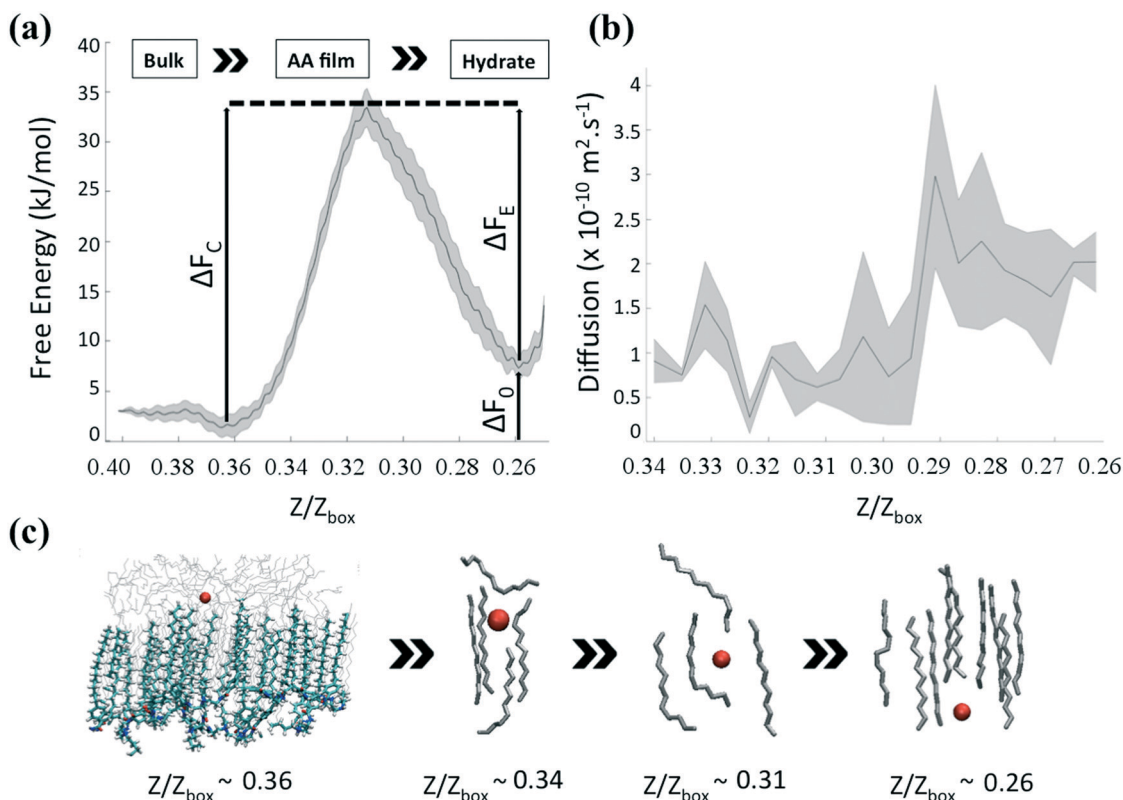 (a)
40
35
30
25
20
15
10
5
0
Free Energy (kJ/mol)
Bulk
AA film
Hydrate
ΔF_C
ΔF_E
ΔF_0
0.40 0.38 0.36 0.34 0.32 0.30 0.28 0.26
Z/Z_box
(b)
4
3.5
3
2.5
2
1.5
1
0.5
0
Diffusion (x 10^-10 m^2.s^-1)
0.34 0.33 0.32 0.31 0.30 0.29 0.28 0.27 0.26
Z/Z_box
(c)
Z/Z_box ~ 0.36
Z/Z_box ~ 0.34
Z/Z_box ~ 0.31
Z/Z_box ~ 0.26